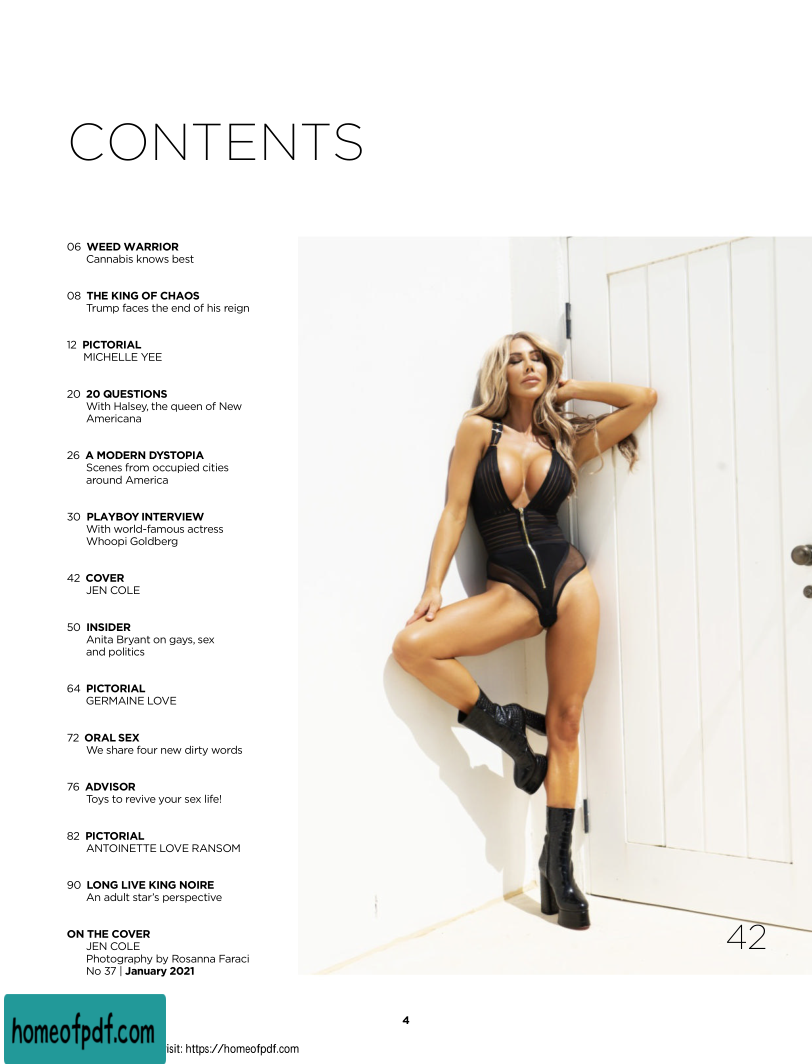 CONTENTS
06 WEED WARRIOR
Cannabis knows best
08 THE KING OF CHAOS
Trump faces the end of his reign
12 PICTORIAL
MICHELLE YEE
20 20 QUESTIONS
With Halsey, the queen of New
Americana
26 A MODERN DYSTOPIA
Scenes from occupied cities
around America
30 PLAYBOY INTERVIEW
With world-famous actress
Whoopi Goldberg
42 COVER
JEN COLE
50 INSIDER
Anita Bryant on gays, sex
and politics
64 PICTORIAL
GERMAINE LOVE
72 ORAL SEX
We share four new dirty words
76 ADVISOR
Toys to revive your sex life!
82 PICTORIAL
ANTOINETTE LOVE RANSOM
90 LONG LIVE KING NOIRE
An adult star's perspective
ON THE COVER
JEN COLE
Photography by Rosanna Faraci
No 37 | January 2021
42
4
homeofpdf.com
isit: https://homeofpdf.com